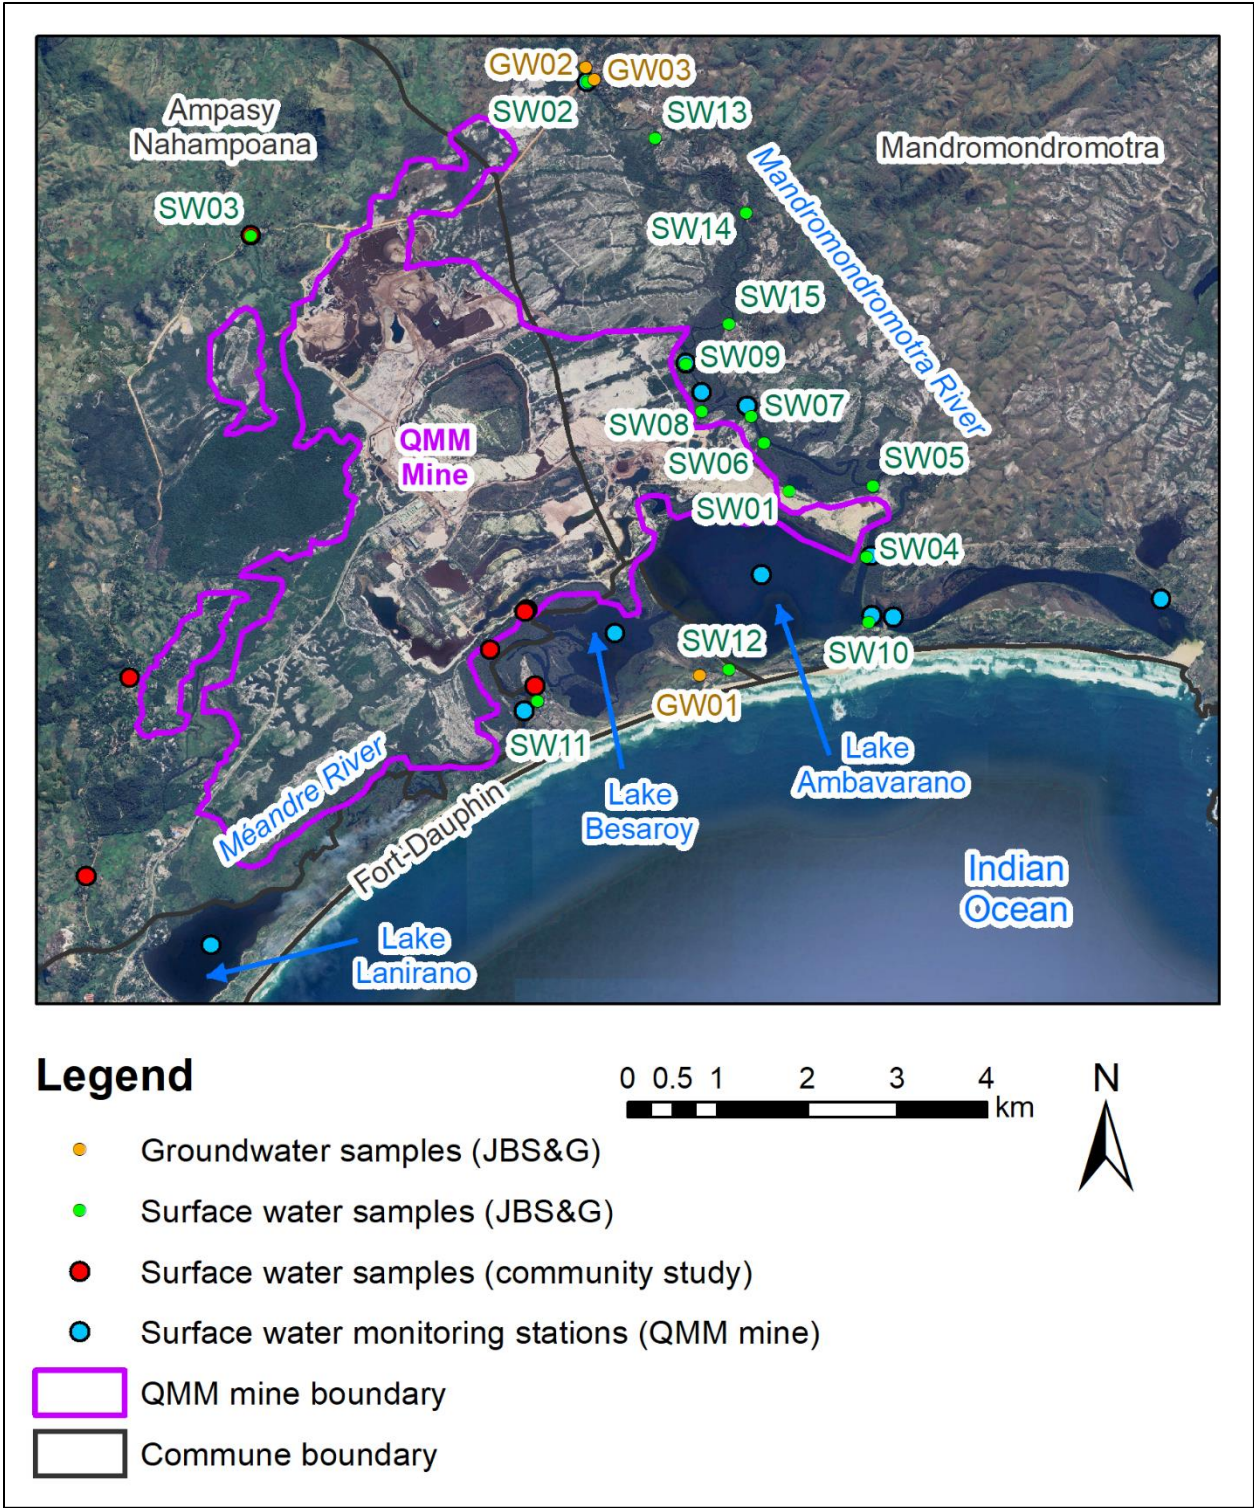 GW02
GW03
Ampasy
Nahampoana
SW02
SW13
Mandromondromotra
SW03
Mandromondromotra River
SW14
SW15
SW09
SW07
SW08
QMM
Mine
SW06
SW05
SW01
SW04
SW12
SW10
GW01
SW11
Lake
Ambavarano
Méandre River
Lake
Besaroy
Fort-Dauphin
Indian
Ocean
Lake
Lanirano
Legend
0 0.5 1 2 3 4
km
N
Groundwater samples (JBS&G)
Surface water samples (JBS&G)
Surface water samples (community study)
Surface water monitoring stations (QMM mine)
QMM mine boundary
Commune boundary